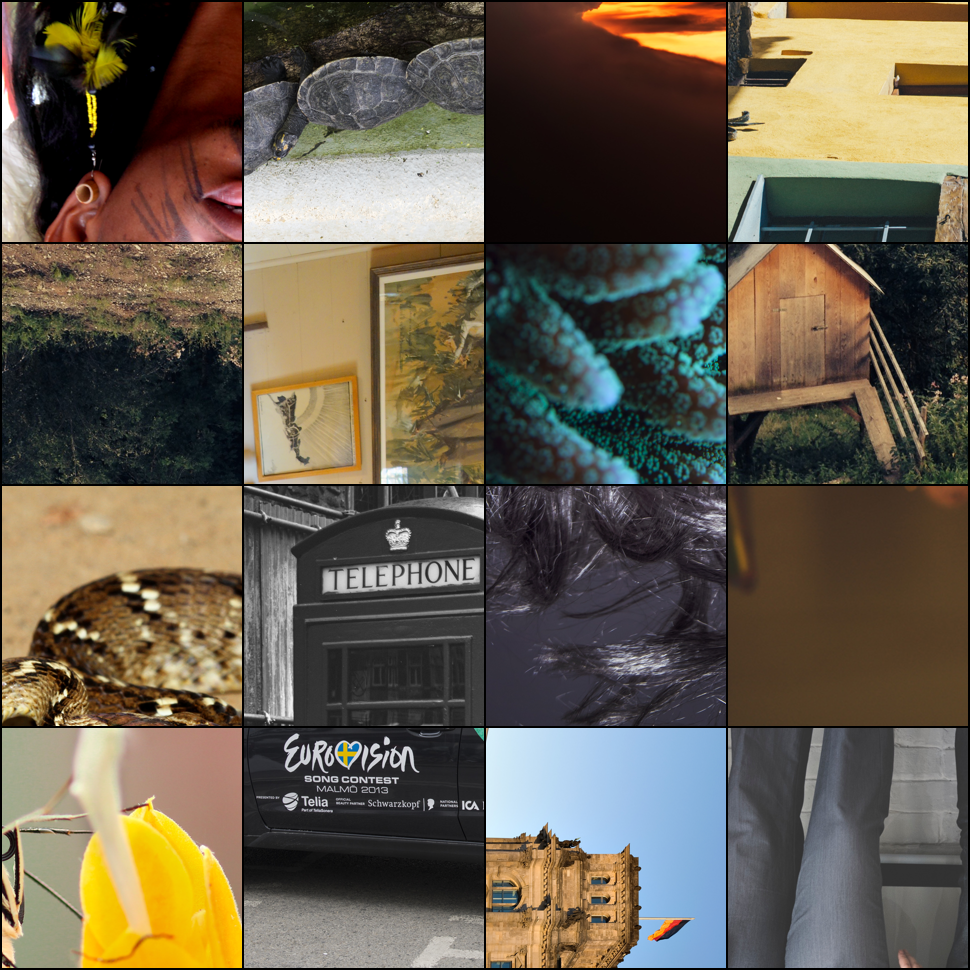 TELEPHONE
EUROVISION
SONG CONTEST
MALMÖ 2013
PRESENTED BY
Telia
Part of TeliaSonera
OFFICIAL
BEAUTY PARTNER
Schwarzkopf
NATIONAL
PARTNERS
ICA